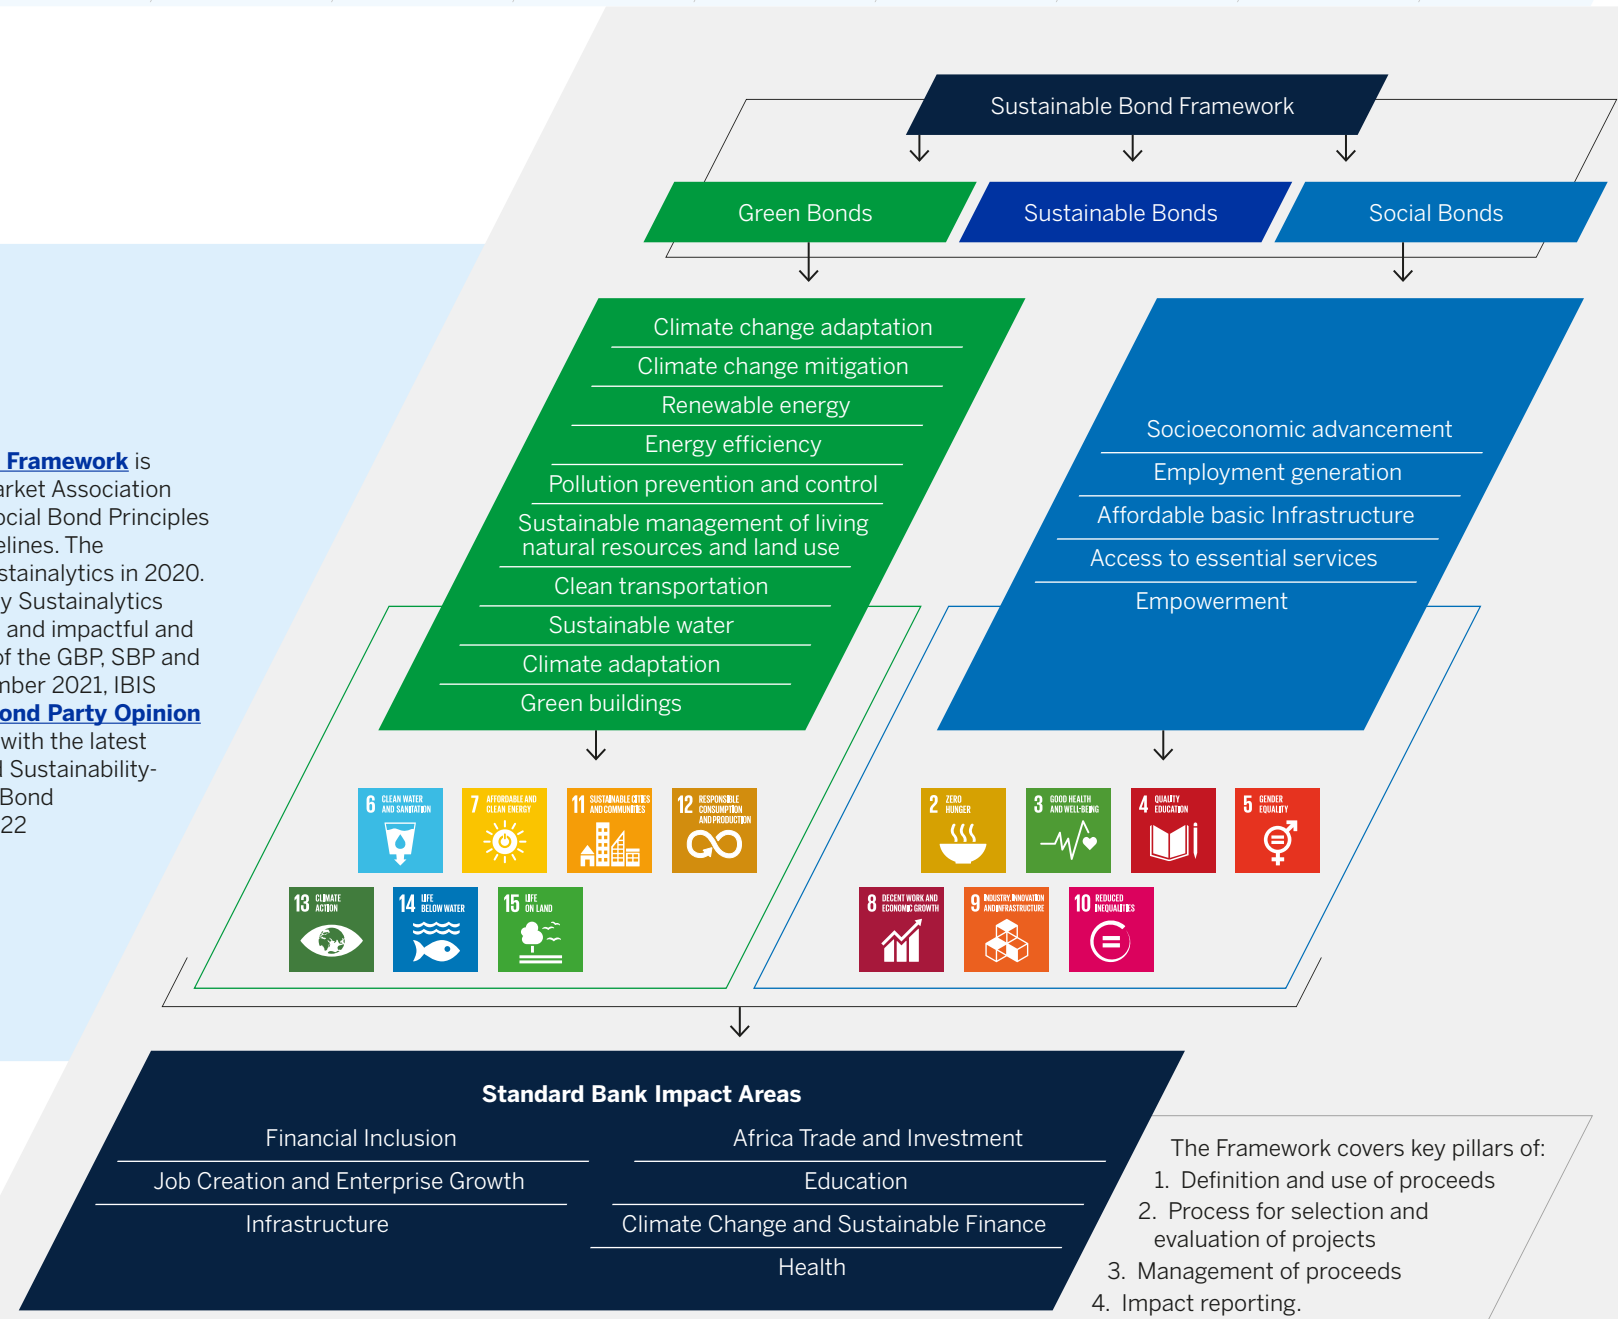 Sustainable Bond Framework
Green Bonds
Sustainable Bonds
Social Bonds
Climate change adaptation
Climate change mitigation
Renewable energy
Energy efficiency
Pollution prevention and control
Sustainable management of living
natural resources and land use
Clean transportation
Sustainable water
Climate adaptation
Green buildings
Socioeconomic advancement
Employment generation
Affordable basic Infrastructure
Access to essential services
Empowerment
Framework is
arket Association
ocial Bond Principles
elines. The
stainalytics in 2020.
y Sustainalytics
and impactful and
of the GBP, SBP and
mber 2021, IBIS
ond Party Opinion
with the latest
d Sustainability-
Bond
22
6 CLEAN WATER
AND SANITATION
7 AFFORDABLE AND
CLEAN ENERGY
11 SUSTAINABLE CITIES
AND COMMUNITIES
12 RESPONSIBLE
CONSUMPTION
AND PRODUCTION
13 CLIMATE
ACTION
14 LIFE
BELOW WATER
15 LIFE
ON LAND
2 ZERO
HUNGER
3 GOOD HEALTH
AND WELL-BEING
4 QUALITY
EDUCATION
5 GENDER
EQUALITY
8 DECENT WORK AND
ECONOMIC GROWTH
9 INDUSTRY, INNOVATION
AND INFRASTRUCTURE
10 REDUCED
INEQUALITIES
Standard Bank Impact Areas
Financial Inclusion
Job Creation and Enterprise Growth
Infrastructure
Africa Trade and Investment
Education
Climate Change and Sustainable Finance
Health
The Framework covers key pillars of:
1. Definition and use of proceeds
2. Process for selection and
evaluation of projects
3. Management of proceeds
4. Impact reporting.